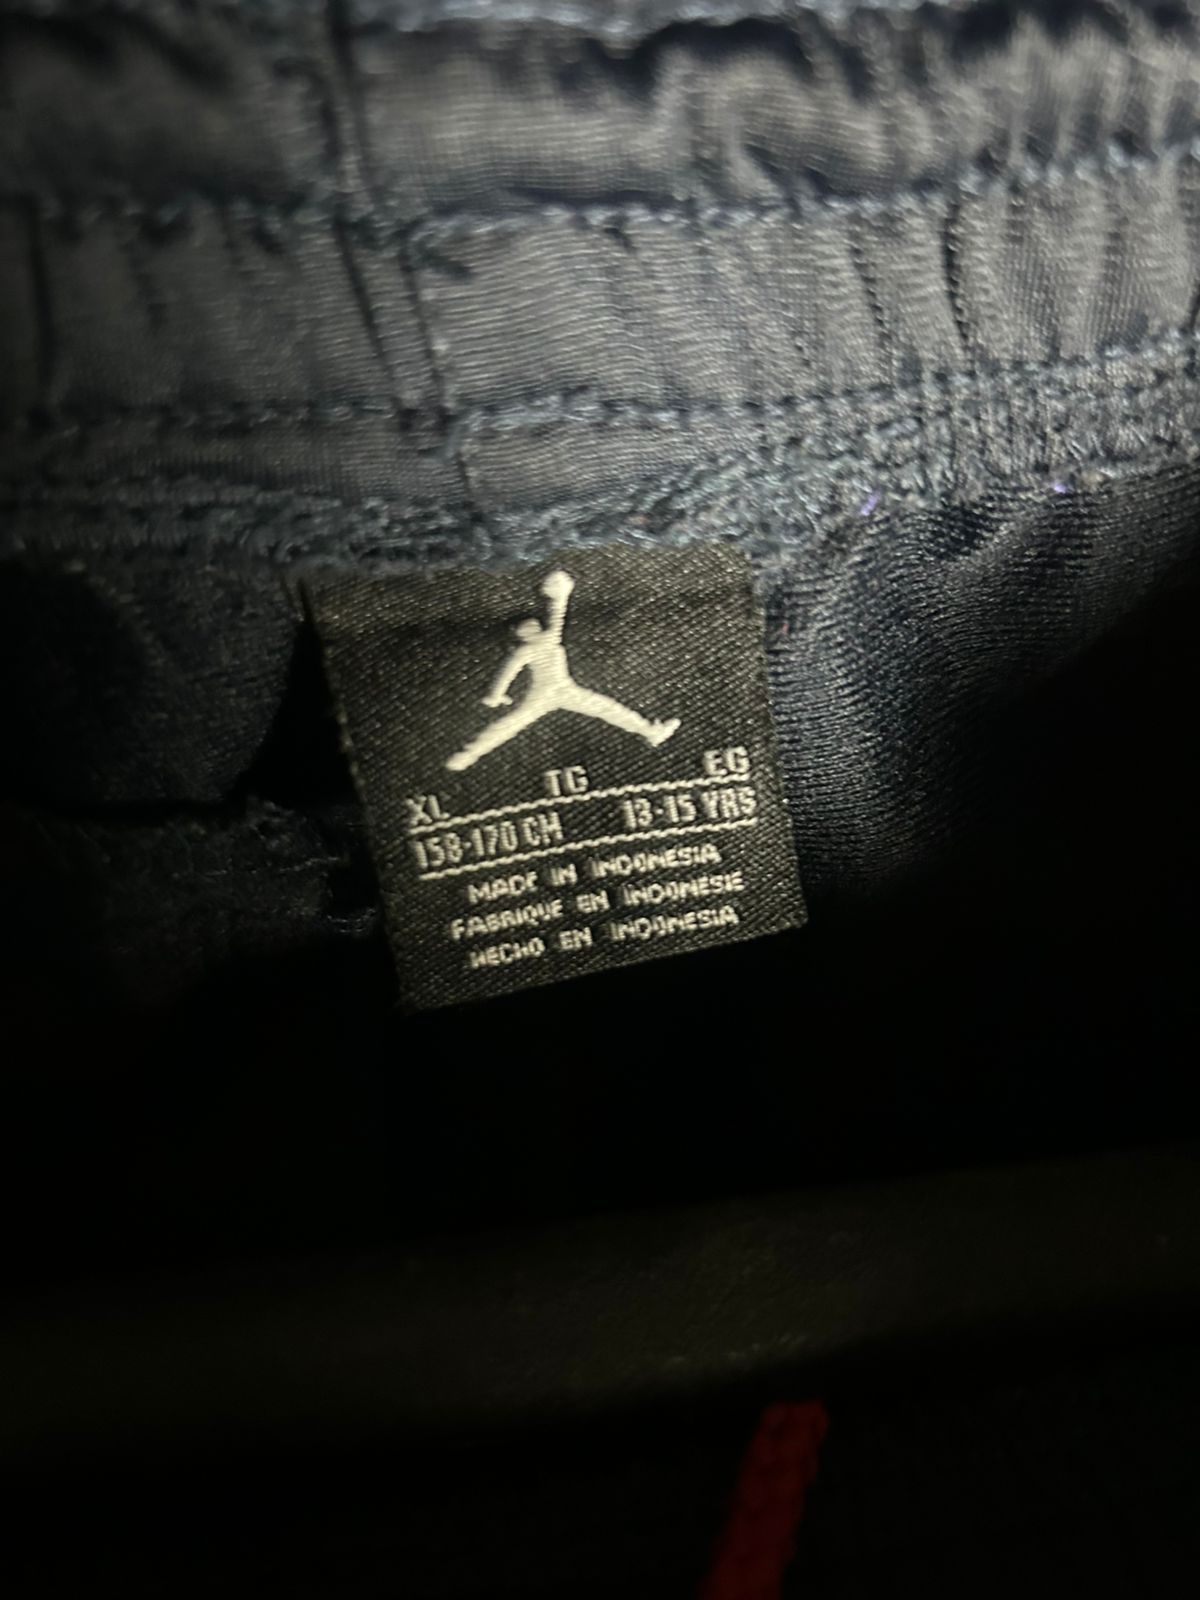 XL TG EG
158-170 CM 13-15 YRS
MADE IN INDONESIA
FABRIQUE EN INDONESIE
HECHO EN INDONESIA